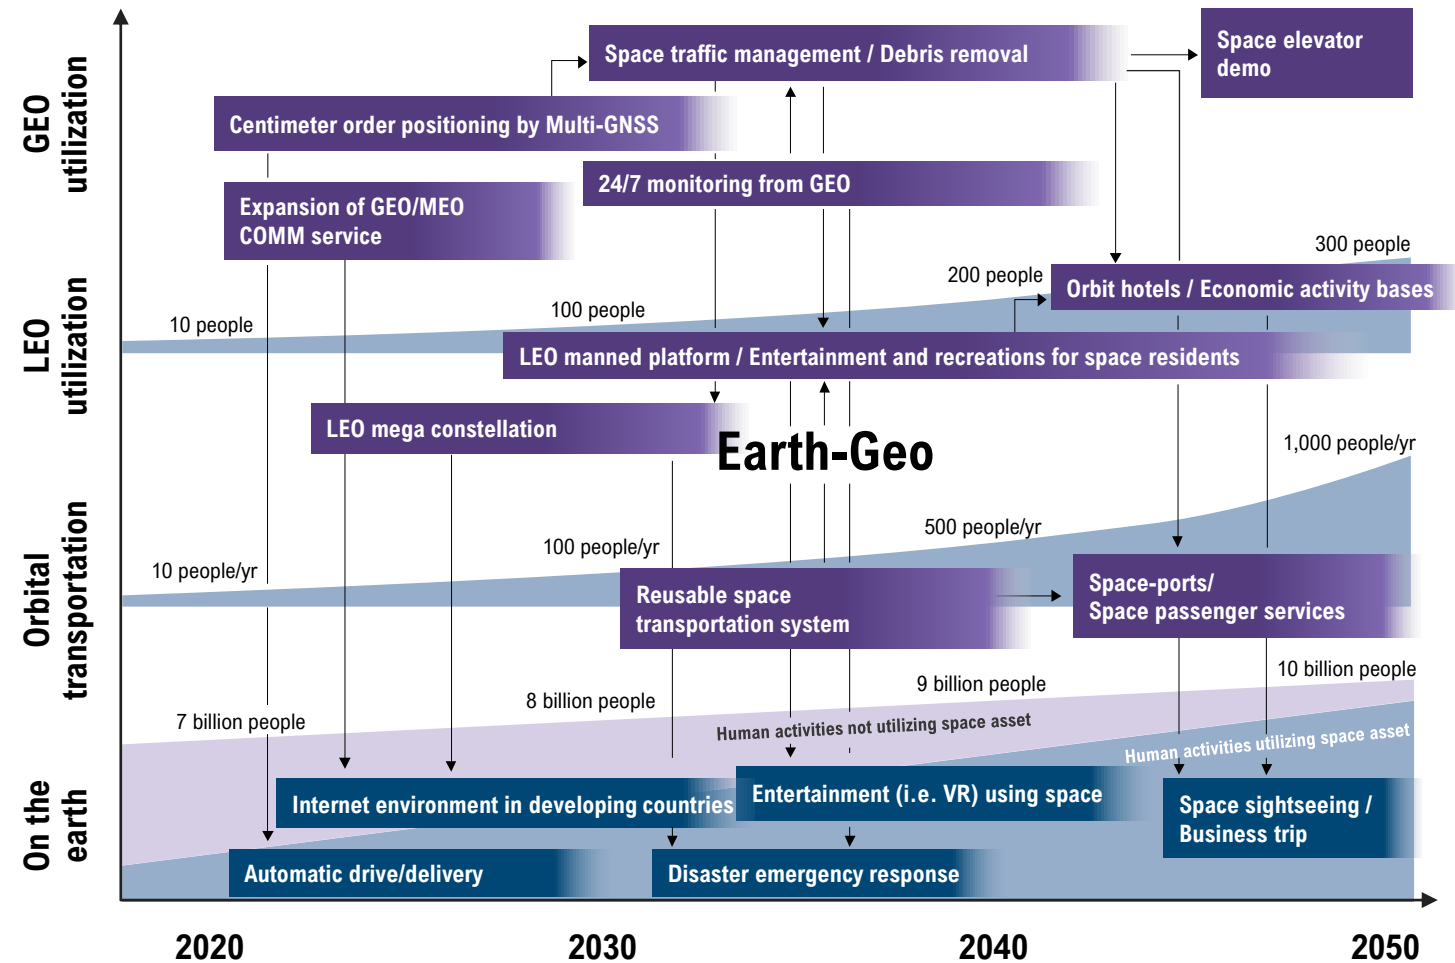 GEO
utilization
Space traffic management / Debris removal
Space elevator
demo
Centimeter order positioning by Multi-GNSS
24/7 monitoring from GEO
Expansion of GEO/MEO
COMM service
LEO
utilization
10 people
100 people
200 people
300 people
Orbit hotels / Economic activity bases
LEO manned platform / Entertainment and recreations for space residents
LEO mega constellation
Earth-Geo
Orbital
transportation
10 people/yr
100 people/yr
500 people/yr
1,000 people/yr
Reusable space
transportation system
Space-ports/
Space passenger services
On the
earth
7 billion people
8 billion people
9 billion people
10 billion people
Human activities not utilizing space asset
Human activities utilizing space asset
Internet environment in developing countries
Entertainment (i.e. VR) using space
Space sightseeing /
Business trip
Automatic drive/delivery
Disaster emergency response
2020
2030
2040
2050